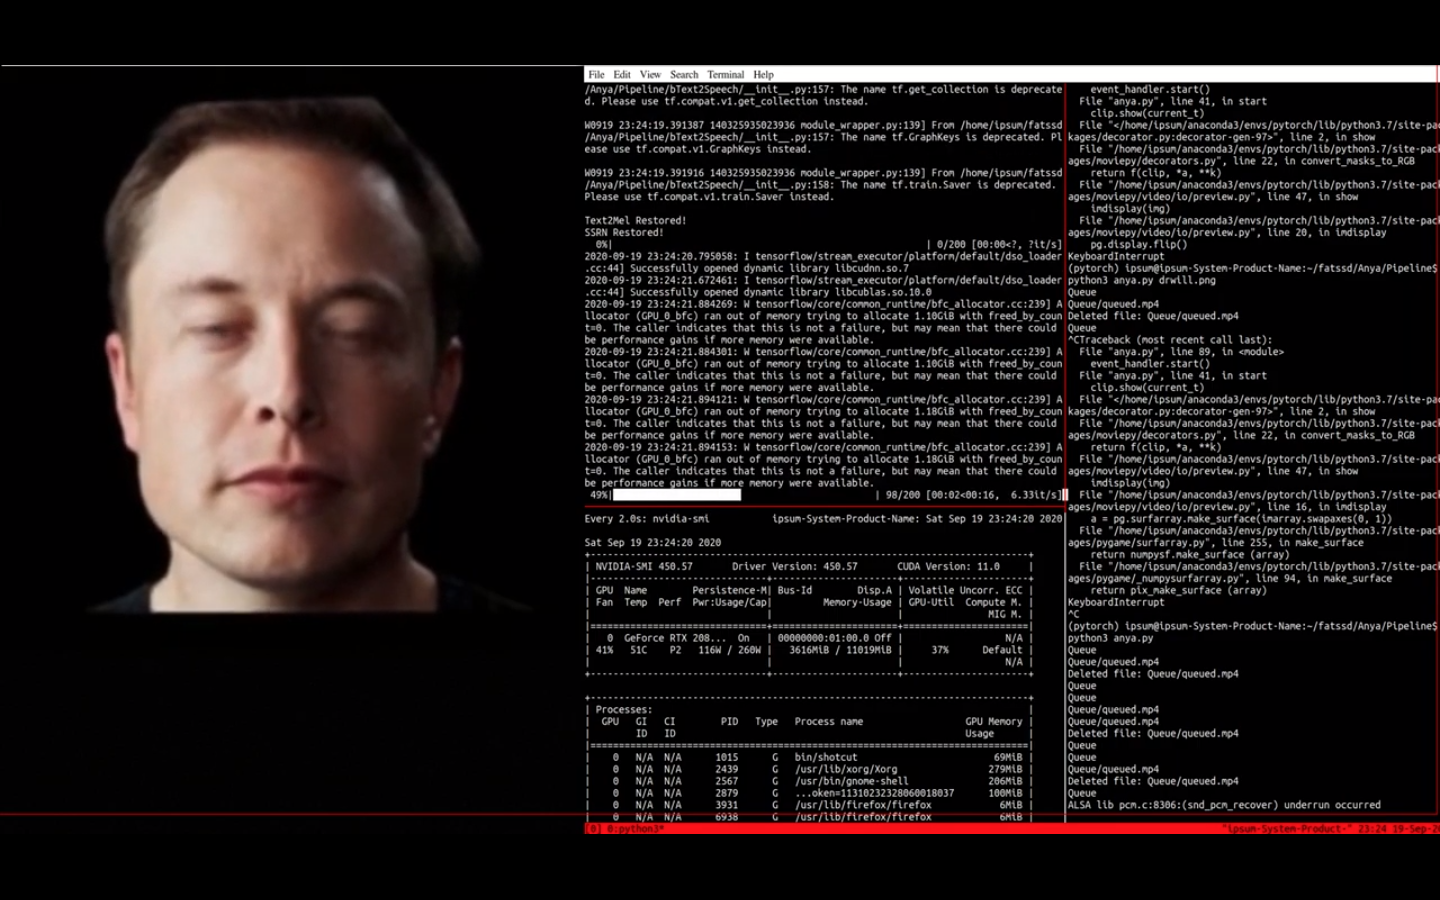 File Edit View Search Terminal Help
/Anya/Pipeline/bText2Speech/__init__.py:157: The name tf.get_collection is deprecate
d. Please use tf.compat.v1.get_collection instead.
W0919 23:24:19.391387 140325935023936 module_wrapper.py:139] From /home/ipsum/fatssd
/Anya/Pipeline/bText2Speech/__init__.py:157: The name tf.GraphKeys is deprecated. Pl
ease use tf.compat.v1.GraphKeys instead.
W0919 23:24:19.391916 140325935023936 module_wrapper.py:139] From /home/ipsum/fatssd
/Anya/Pipeline/bText2Speech/__init__.py:158: The name tf.train.Saver is deprecated.
Please use tf.compat.v1.train.Saver instead.
Text2Mel Restored!
SSRN Restored!
0%| | 0/200 [00:00<?, ?it/s]
2020-09-19 23:24:20.795058: I tensorflow/stream_executor/platform/default/dso_loader
.cc:44] Successfully opened dynamic library libcudnn.so.7
2020-09-19 23:24:21.672461: I tensorflow/stream_executor/platform/default/dso_loader
.cc:44] Successfully opened dynamic library libcublas.so.10.0
2020-09-19 23:24:21.884269: W tensorflow/core/common_runtime/bfc_allocator.cc:239] A
llocator (GPU_0_bfc) ran out of memory trying to allocate 1.10GiB with freed_by_coun
t=0. The caller indicates that this is not a failure, but may mean that there could
be performance gains if more memory were available.
2020-09-19 23:24:21.884301: W tensorflow/core/common_runtime/bfc_allocator.cc:239] A
llocator (GPU_0_bfc) ran out of memory trying to allocate 1.10GiB with freed_by_coun
t=0. The caller indicates that this is not a failure, but may mean that there could
be performance gains if more memory were available.
2020-09-19 23:24:21.894121: W tensorflow/core/common_runtime/bfc_allocator.cc:239] A
llocator (GPU_0_bfc) ran out of memory trying to allocate 1.18GiB with freed_by_coun
t=0. The caller indicates that this is not a failure, but may mean that there could
be performance gains if more memory were available.
2020-09-19 23:24:21.894153: W tensorflow/core/common_runtime/bfc_allocator.cc:239] A
llocator (GPU_0_bfc) ran out of memory trying to allocate 1.18GiB with freed_by_coun
t=0. The caller indicates that this is not a failure, but may mean that there could
be performance gains if more memory were available.
49%| | 98/200 [00:02<00:16, 6.33it/s]
Every 2.0s: nvidia-smi ipsum-System-Product-Name: Sat Sep 19 23:24:20 2020
Sat Sep 19 23:24:20 2020
| NVIDIA-SMI 450.57 Driver Version: 450.57 CUDA Version: 11.0 |
| GPU Name Persistence-M| Bus-Id Disp.A | Volatile Uncorr. ECC |
| Fan Temp Perf Pwr:Usage/Cap| Memory-Usage | GPU-Util Compute M. |
| | | MIG M. |
| 0 GeForce RTX 208... On | 00000000:01:00.0 Off | N/A |
| 41% 51C P2 116W / 260W | 3616MiB / 11019MiB | 37% Default |
| | | N/A |
| Processes: |
| GPU GI CI PID Type Process name GPU Memory |
| ID ID Usage |
| 0 N/A N/A 1015 G bin/shotcut 69MiB |
| 0 N/A N/A 2439 G /usr/lib/xorg/Xorg 279MiB |
| 0 N/A N/A 2567 G /usr/bin/gnome-shell 206MiB |
| 0 N/A N/A 2879 G ...oken=11310232328060018037 100MiB |
| 0 N/A N/A 3931 G /usr/lib/firefox/firefox 6MiB |
| 0 N/A N/A 6938 G /usr/lib/firefox/firefox 6MiB |
event_handler.start()
File "anya.py", line 41, in start
clip.show(current_t)
File "</home/ipsum/anaconda3/envs/pytorch/lib/python3.7/site-pac
kages/decorator.py:decorator-gen-97>", line 2, in show
File "/home/ipsum/anaconda3/envs/pytorch/lib/python3.7/site-pack
ages/moviepy/decorators.py", line 22, in convert_masks_to_RGB
return f(clip, *a, **k)
File "/home/ipsum/anaconda3/envs/pytorch/lib/python3.7/site-pack
ages/moviepy/video/io/preview.py", line 47, in show
imdisplay(img)
File "/home/ipsum/anaconda3/envs/pytorch/lib/python3.7/site-pack
ages/moviepy/video/io/preview.py", line 20, in imdisplay
pg.display.flip()
KeyboardInterrupt
(pytorch) ipsum@ipsum-System-Product-Name:~/fatssd/Anya/Pipeline$
python3 anya.py drwill.png
Queue
Queue/queued.mp4
Deleted file: Queue/queued.mp4
Queue
^CTraceback (most recent call last):
File "anya.py", line 89, in <module>
event_handler.start()
File "anya.py", line 41, in start
clip.show(current_t)
File "</home/ipsum/anaconda3/envs/pytorch/lib/python3.7/site-pac
kages/decorator.py:decorator-gen-97>", line 2, in show
File "/home/ipsum/anaconda3/envs/pytorch/lib/python3.7/site-pack
ages/moviepy/decorators.py", line 22, in convert_masks_to_RGB
return f(clip, *a, **k)
File "/home/ipsum/anaconda3/envs/pytorch/lib/python3.7/site-pack
ages/moviepy/video/io/preview.py", line 47, in show
imdisplay(img)
File "/home/ipsum/anaconda3/envs/pytorch/lib/python3.7/site-pack
ages/moviepy/video/io/preview.py", line 16, in imdisplay
a = pg.surfarray.make_surface(imarray.swapaxes(0, 1))
File "/home/ipsum/anaconda3/envs/pytorch/lib/python3.7/site-pack
ages/pygame/surfarray.py", line 255, in make_surface
return numpysf.make_surface (array)
File "/home/ipsum/anaconda3/envs/pytorch/lib/python3.7/site-pack
ages/pygame/_numpysurfarray.py", line 94, in make_surface
return pix_make_surface (array)
KeyboardInterrupt
^C
(pytorch) ipsum@ipsum-System-Product-Name:~/fatssd/Anya/Pipeline$
python3 anya.py
Queue
Queue/queued.mp4
Deleted file: Queue/queued.mp4
Queue
Queue
Queue/queued.mp4
Queue/queued.mp4
Deleted file: Queue/queued.mp4
Queue
Queue
Queue/queued.mp4
Deleted file: Queue/queued.mp4
Queue
ALSA lib pcm.c:8306:(snd_pcm_recover) underrun occurred
[0] 0:python3* "ipsum-System-Product-" 23:24 19-Sep-2